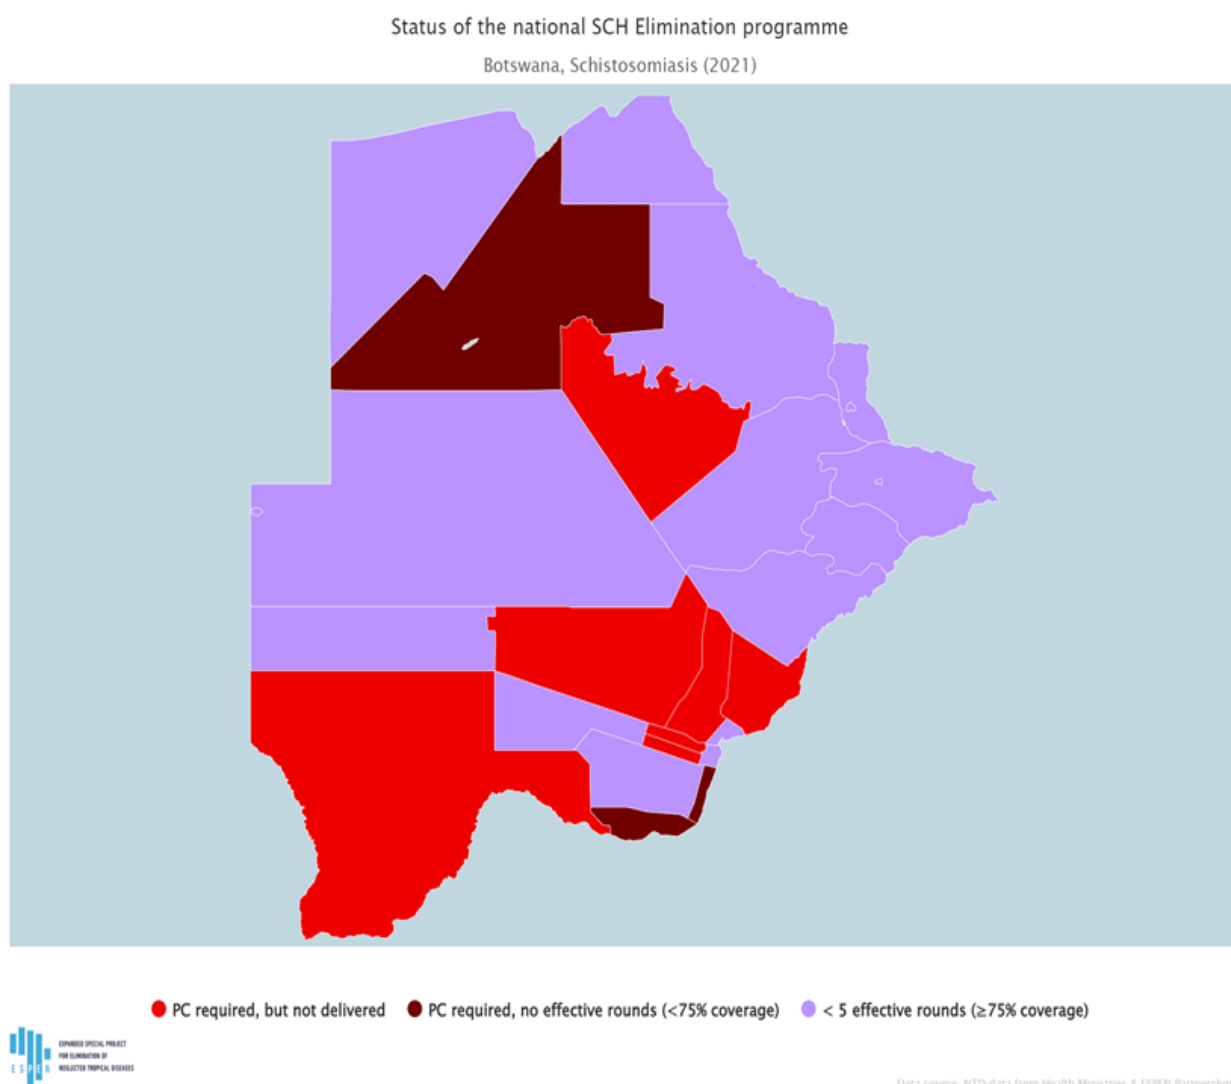 Status of the national SCH Elimination programme
Botswana, Schistosomiasis (2021)
PC required, but not delivered
PC required, no effective rounds (<75% coverage)
< 5 effective rounds (≥75% coverage)
EXPANDED SPECIAL PROJECT
FOR ELIMINATION OF
NEGLECTED TROPICAL DISEASES
ESPEN
Data source: NTD data from Health Ministries & ESPEN Partnership